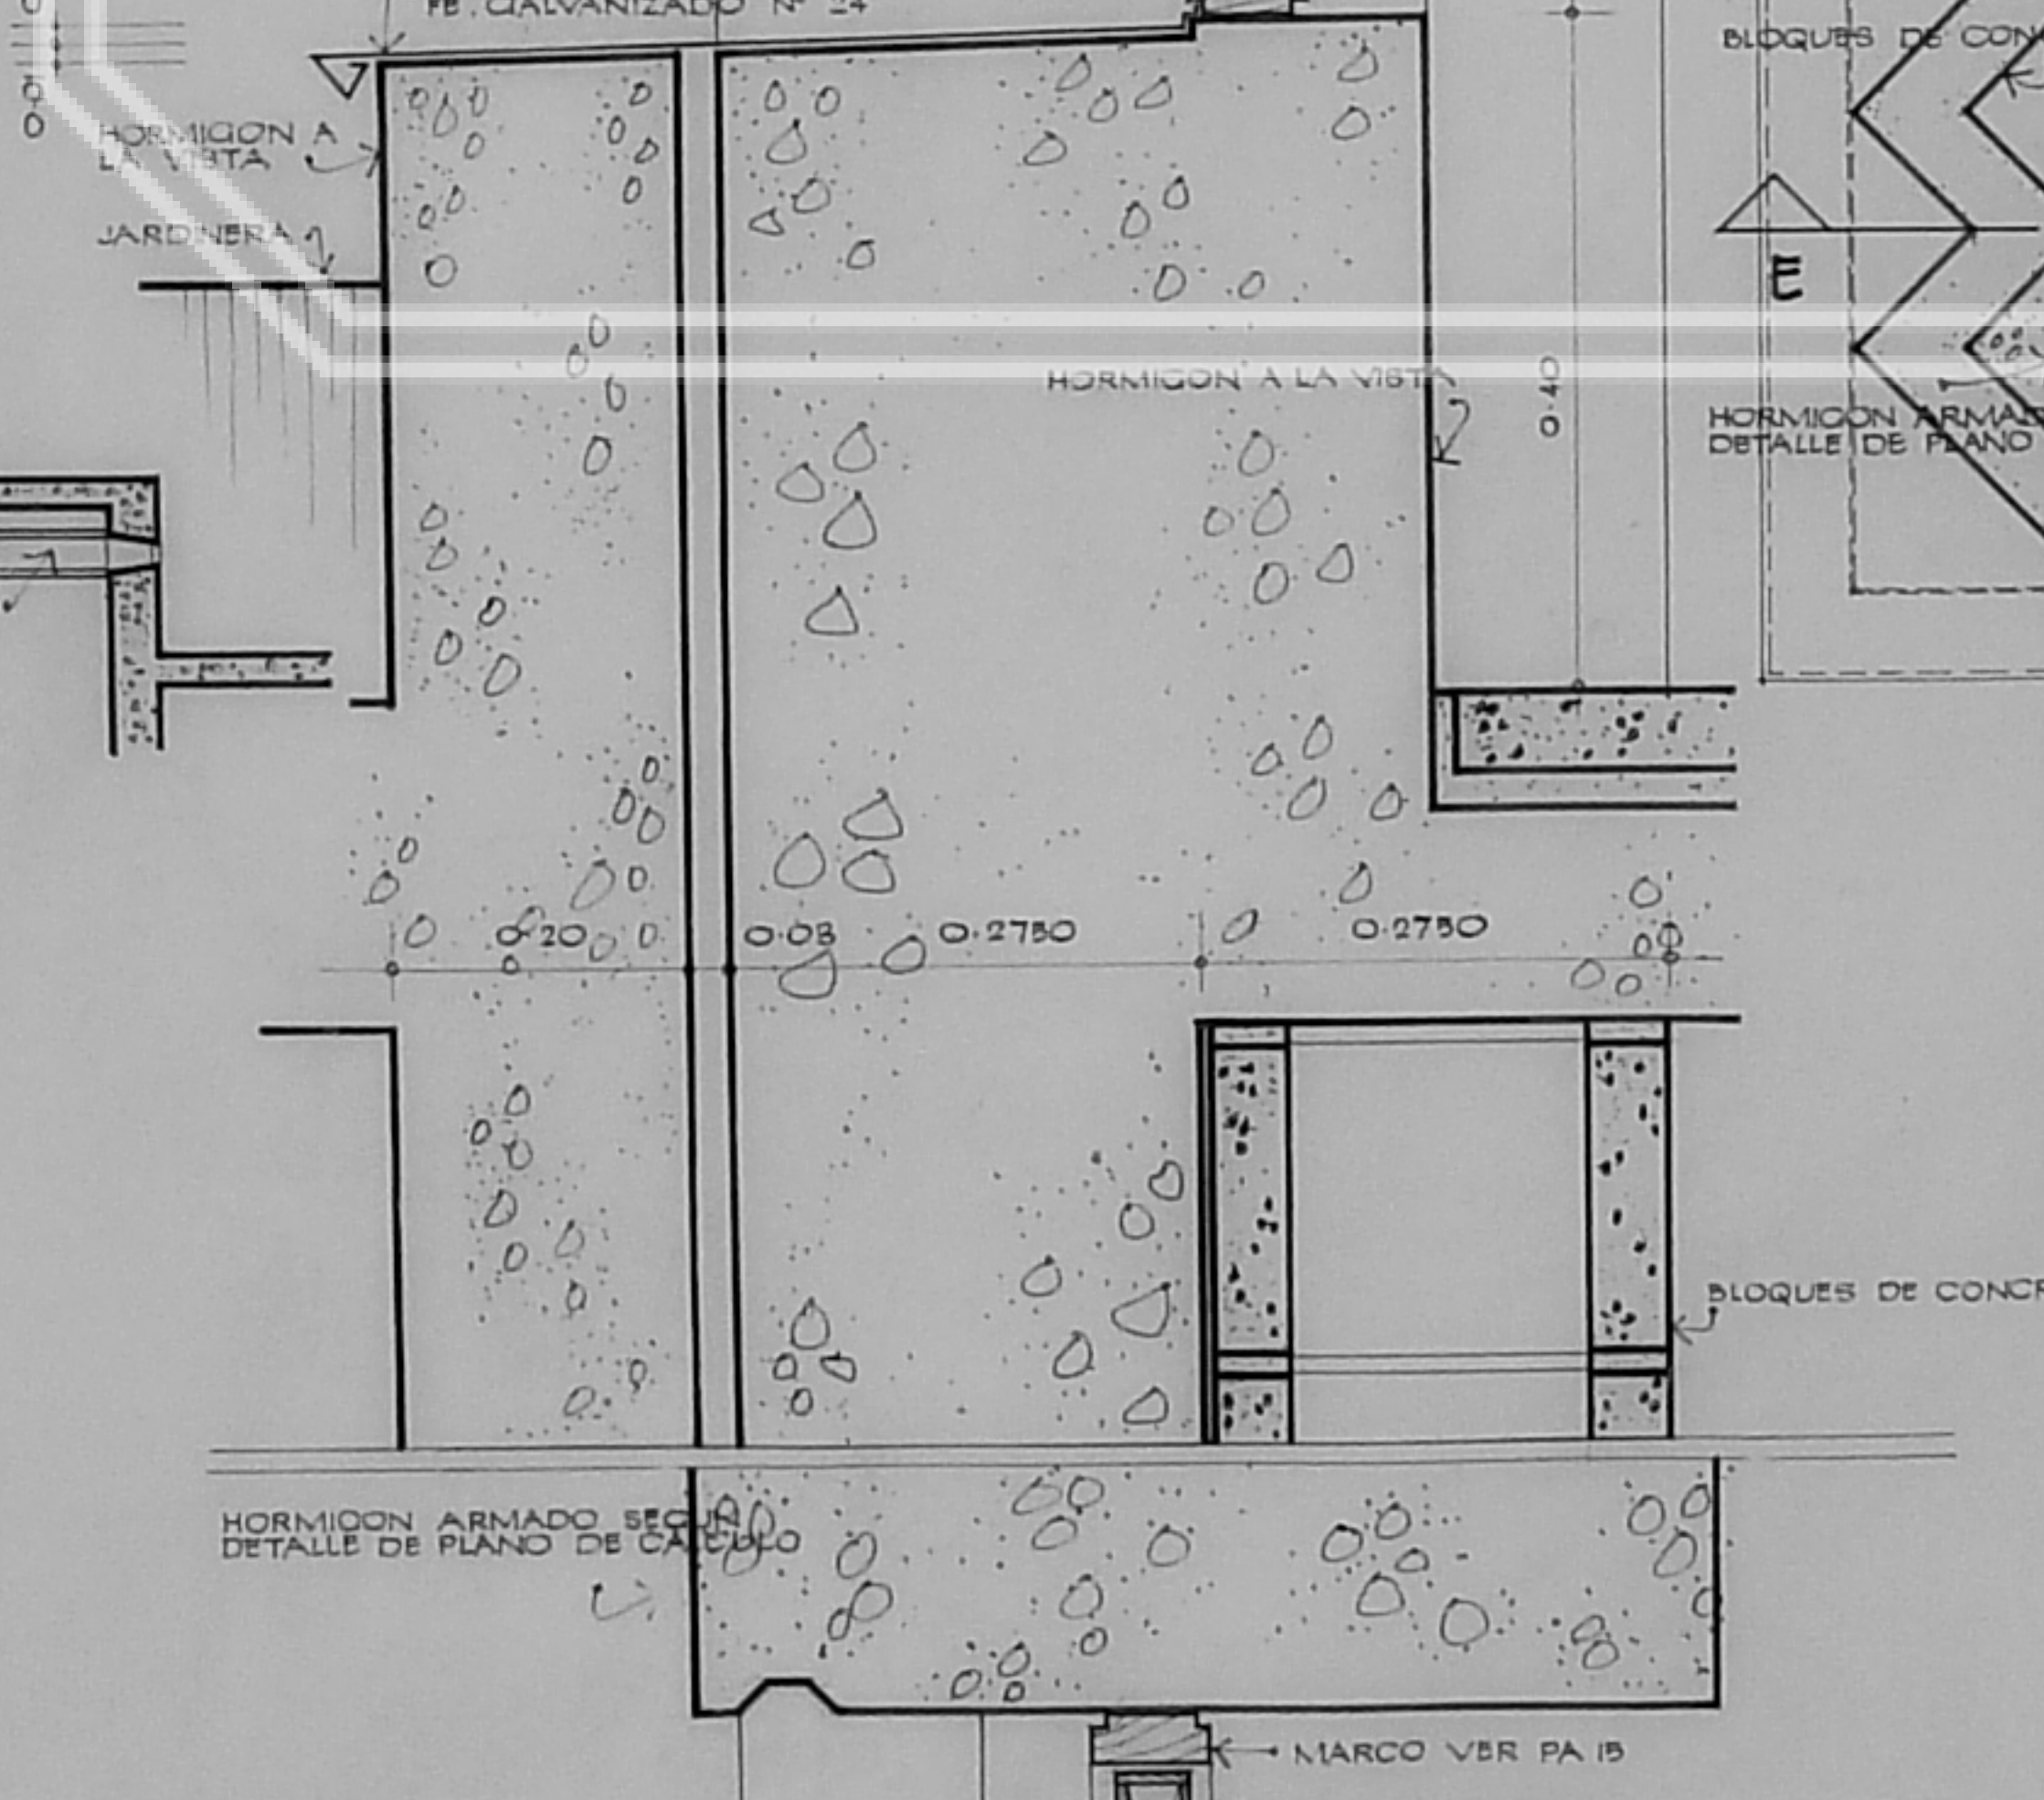 FE. GALVANIZADO Nº 24
BLOQUES DE CON
HORMIGON A
LA VISTA
JARDINERA
E
HORMIGON A LA VISTA
0.40
HORMIGON ARMAD
DETALLE DE PLANO
0.20
0.03
0.2750
0.2750
BLOQUES DE CONCR
HORMIGON ARMADO SEGUN
DETALLE DE PLANO DE CALCULO
MARCO VER PA 15